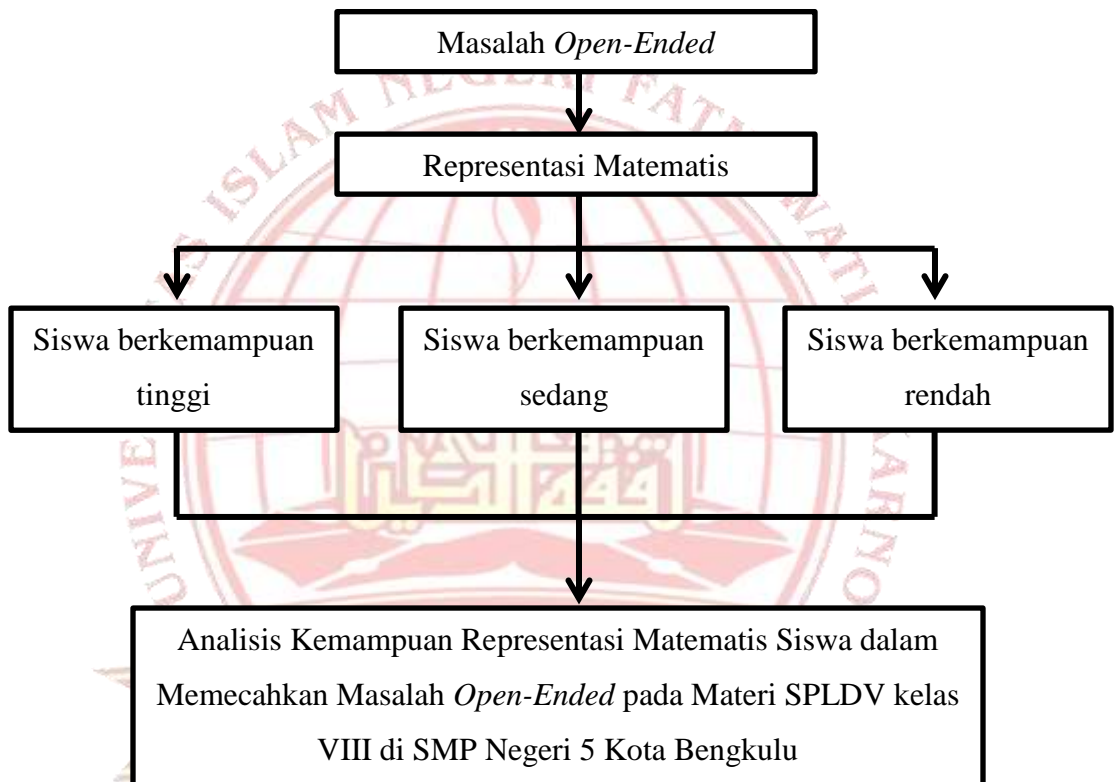 Masalah Open-Ended
Representasi Matematis
Siswa berkemampuan
tinggi
Siswa berkemampuan
sedang
Siswa berkemampuan
rendah
Analisis Kemampuan Representasi Matematis Siswa dalam
Memecahkan Masalah Open-Ended pada Materi SPLDV kelas
VIII di SMP Negeri 5 Kota Bengkulu